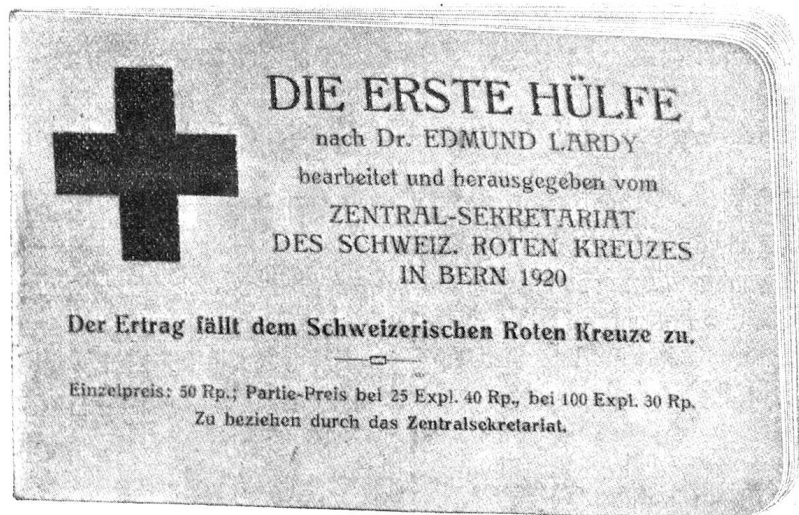 DIE ERSTE HÜLFE
nach Dr. EDMUND LARDY
bearbeitet und herausgegeben vom
ZENTRAL-SEKRETARIAT
DES SCHWEIZ. ROTEN KREUZES
IN BERN 1920
Der Ertrag fällt dem Schweizerischen Roten Kreuze zu.
Einzelpreis: 50 Rp.; Partie-Preis bei 25 Expl. 40 Rp., bei 100 Expl. 30 Rp.
Zu beziehen durch das Zentralsekretariat.